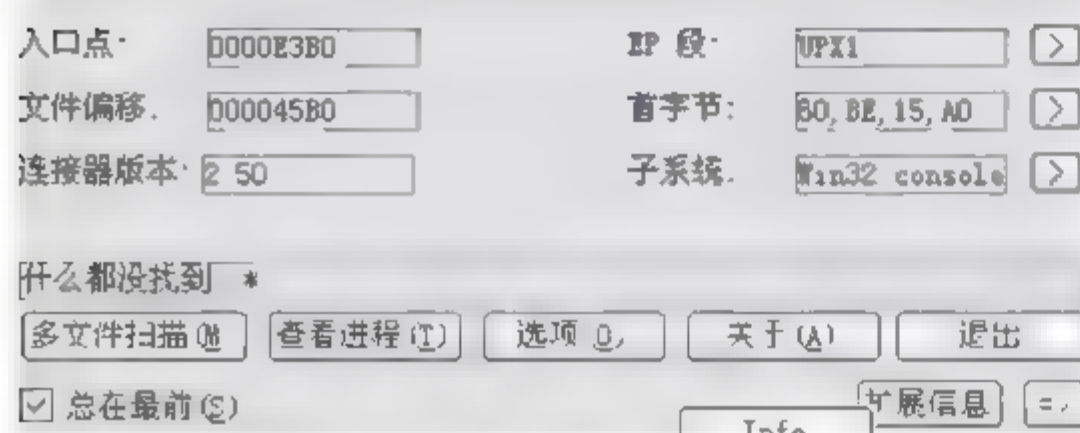 入口点: 0000E3B0 EP 段: UPX1 >
文件偏移: 000045B0 首字节: 60,BE,15,A0 >
连接器版本: 2.50 子系统: Win32 console >
什么都没找到 *
多文件扫描(M 查看进程(T) 选项(O) 关于(A) 退出
总在最前(S) 扩展信息
Info